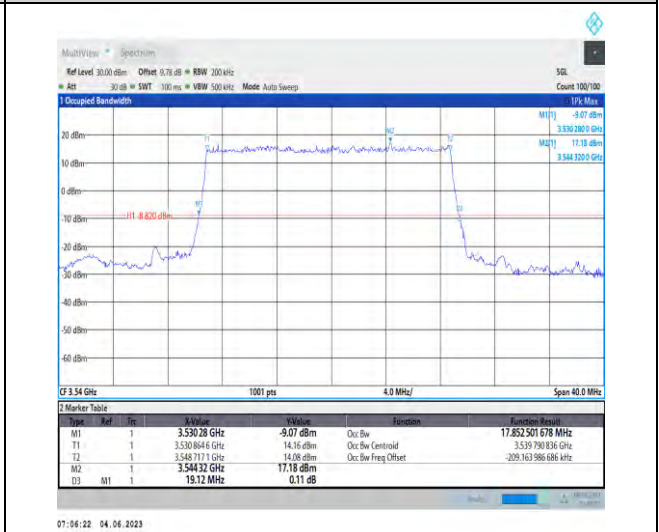 MultiView Spectrum
Ref Level 30.00 dBm Offset 9.78 dB RBW 200 kHz SGL
Att 30 dB SWT 100 ms VBW 500 kHz Mode Auto Sweep Count 100/100
1 Occupied Bandwidth 1Pk Max
M1[1] -9.07 dBm
3.530 280 0 GHz
M2[1] 17.18 dBm
3.544 320 0 GHz
20 dBm
T1 M2 T2
10 dBm
0 dBm
M1 D3
-10 dBm H1 -8.820 dBm
-20 dBm
-30 dBm
-40 dBm
-50 dBm
-60 dBm
CF 3.54 GHz 1001 pts 4.0 MHz/ Span 40.0 MHz
2 Marker Table
Type Ref Trc X-Value Y-Value Function Function Result
M1 1 3.530 28 GHz -9.07 dBm Occ Bw 17.852 501 678 MHz
T1 1 3.530 864 6 GHz 14.16 dBm Occ Bw Centroid 3.539 790 836 GHz
T2 1 3.548 717 1 GHz 14.08 dBm Occ Bw Freq Offset -209.163 986 686 kHz
M2 1 3.544 32 GHz 17.18 dBm
D3 M1 1 19.12 MHz 0.11 dB
07:06:22 04.06.2023